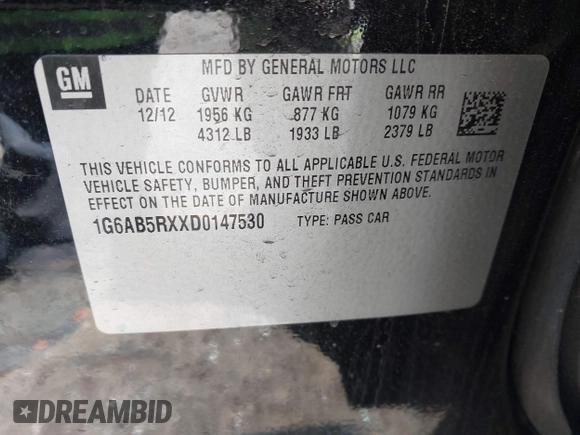 GM
MFD BY GENERAL MOTORS LLC
DATE GVWR GAWR FRT GAWR RR
12/12 1956 KG 877 KG 1079 KG
4312 LB 1933 LB 2379 LB
THIS VEHICLE CONFORMS TO ALL APPLICABLE U.S. FEDERAL MOTOR
VEHICLE SAFETY, BUMPER, AND THEFT PREVENTION STANDARDS IN
EFFECT ON THE DATE OF MANUFACTURE SHOWN ABOVE.
1G6AB5RXXD0147530 TYPE: PASS CAR
DREAMBID